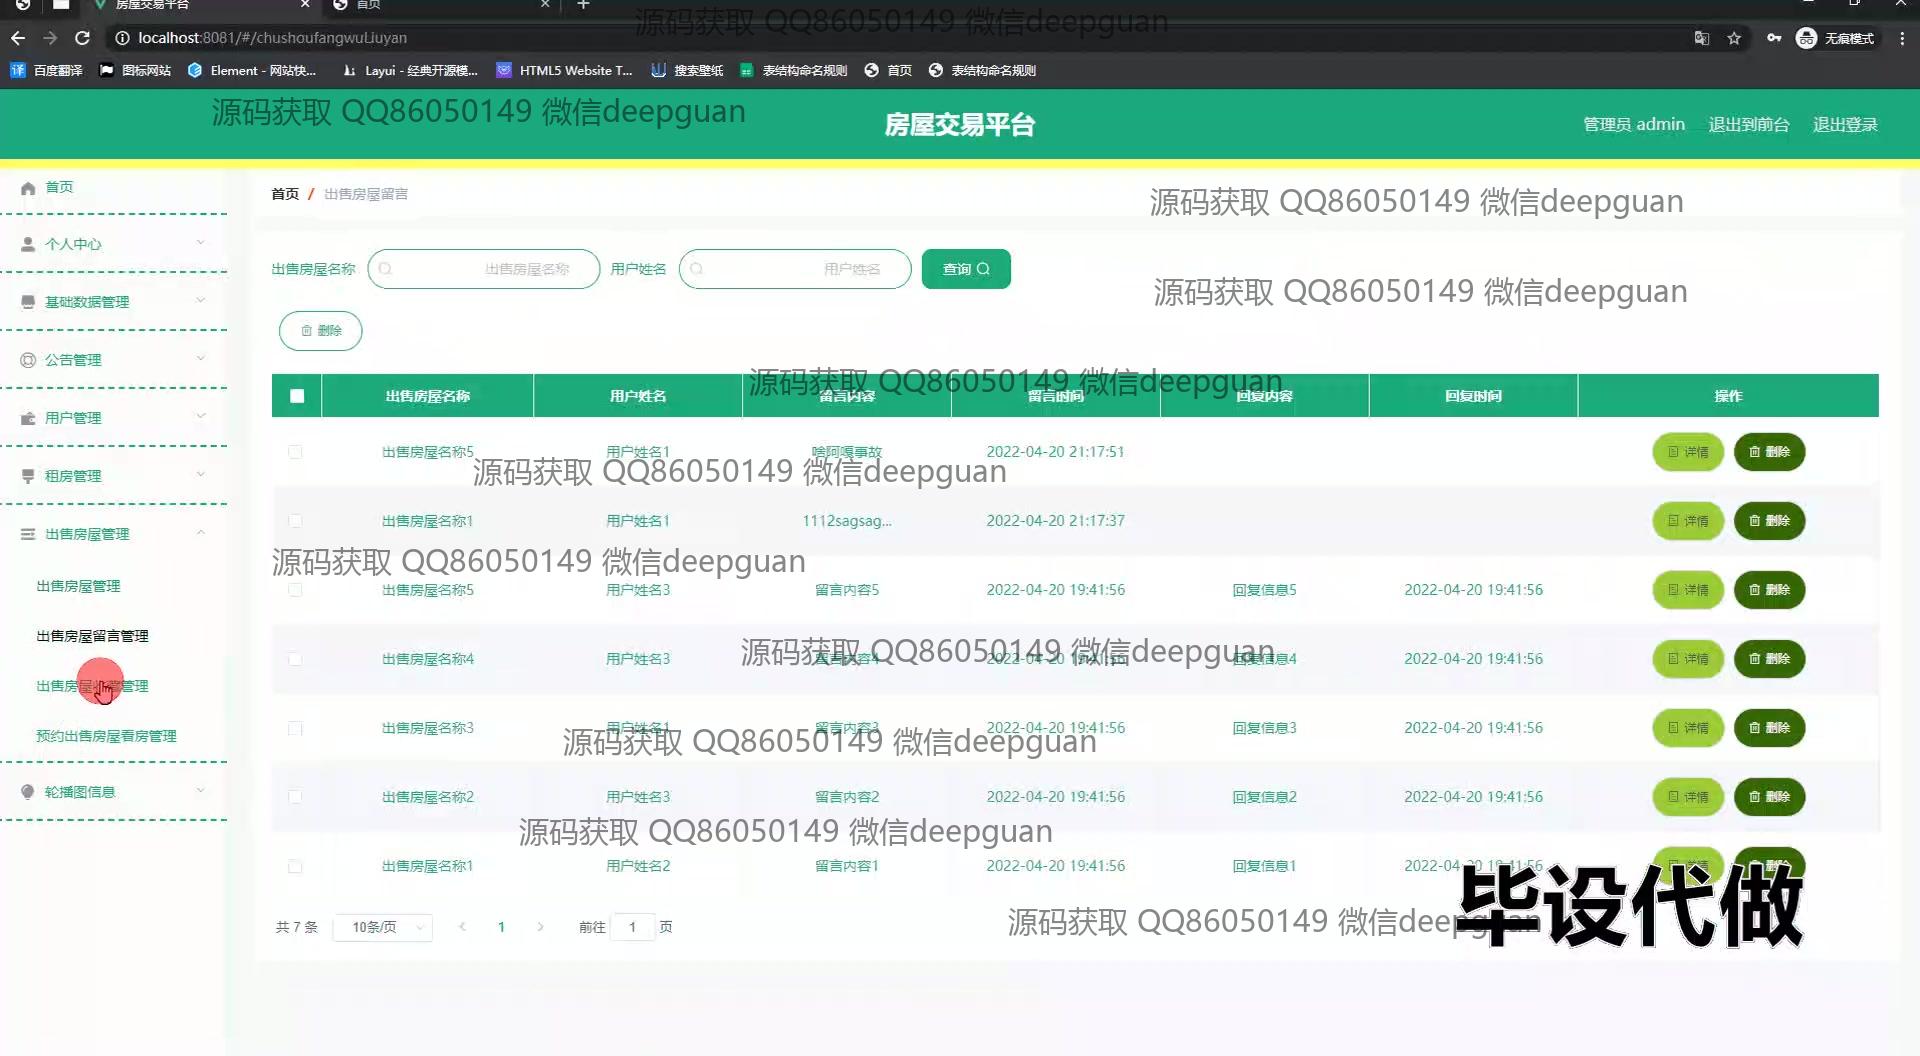 房屋交易平台
首页
源码获取 QQ86050149 微信deepguan
localhost:8081/#/chushoufangwuLiuyan
无痕模式
百度翻译 图标网站 Element - 网站快... Layui - 经典开源模... HTML5 Website T... 搜索壁纸 表结构命名规则 首页 表结构命名规则
源码获取 QQ86050149 微信deepguan
房屋交易平台
管理员 admin 退出到前台 退出登录
首页
个人中心
基础数据管理
公告管理
用户管理
租房管理
出售房屋管理
出售房屋管理
出售房屋留言管理
出售房屋收藏管理
预约出售房屋看房管理
轮播图信息
首页 / 出售房屋留言
源码获取 QQ86050149 微信deepguan
出售房屋名称 出售房屋名称 用户姓名 用户姓名 查询
源码获取 QQ86050149 微信deepguan
删除
源码获取 QQ86050149 微信deepguan
出售房屋名称 用户姓名 留言内容 留言时间 回复内容 回复时间 操作
出售房屋名称5 用户姓名1 啥阿嘎事故 2022-04-20 21:17:51 详情 删除
源码获取 QQ86050149 微信deepguan
出售房屋名称1 用户姓名1 1112sagsag... 2022-04-20 21:17:37 详情 删除
源码获取 QQ86050149 微信deepguan
出售房屋名称5 用户姓名3 留言内容5 2022-04-20 19:41:56 回复信息5 2022-04-20 19:41:56 详情 删除
源码获取 QQ86050149 微信deepguan
出售房屋名称4 用户姓名3 留言内容4 2022-04-20 19:41:56 回复信息4 2022-04-20 19:41:56 详情 删除
出售房屋名称3 用户姓名1 留言内容3 2022-04-20 19:41:56 回复信息3 2022-04-20 19:41:56 详情 删除
源码获取 QQ86050149 微信deepguan
出售房屋名称2 用户姓名3 留言内容2 2022-04-20 19:41:56 回复信息2 2022-04-20 19:41:56 详情 删除
源码获取 QQ86050149 微信deepguan
出售房屋名称1 用户姓名2 留言内容1 2022-04-20 19:41:56 回复信息1 2022-04-20 19:41:56 详情 删除
毕设代做
源码获取 QQ86050149 微信deepguan
共 7 条 10条/页 1 前往 1 页